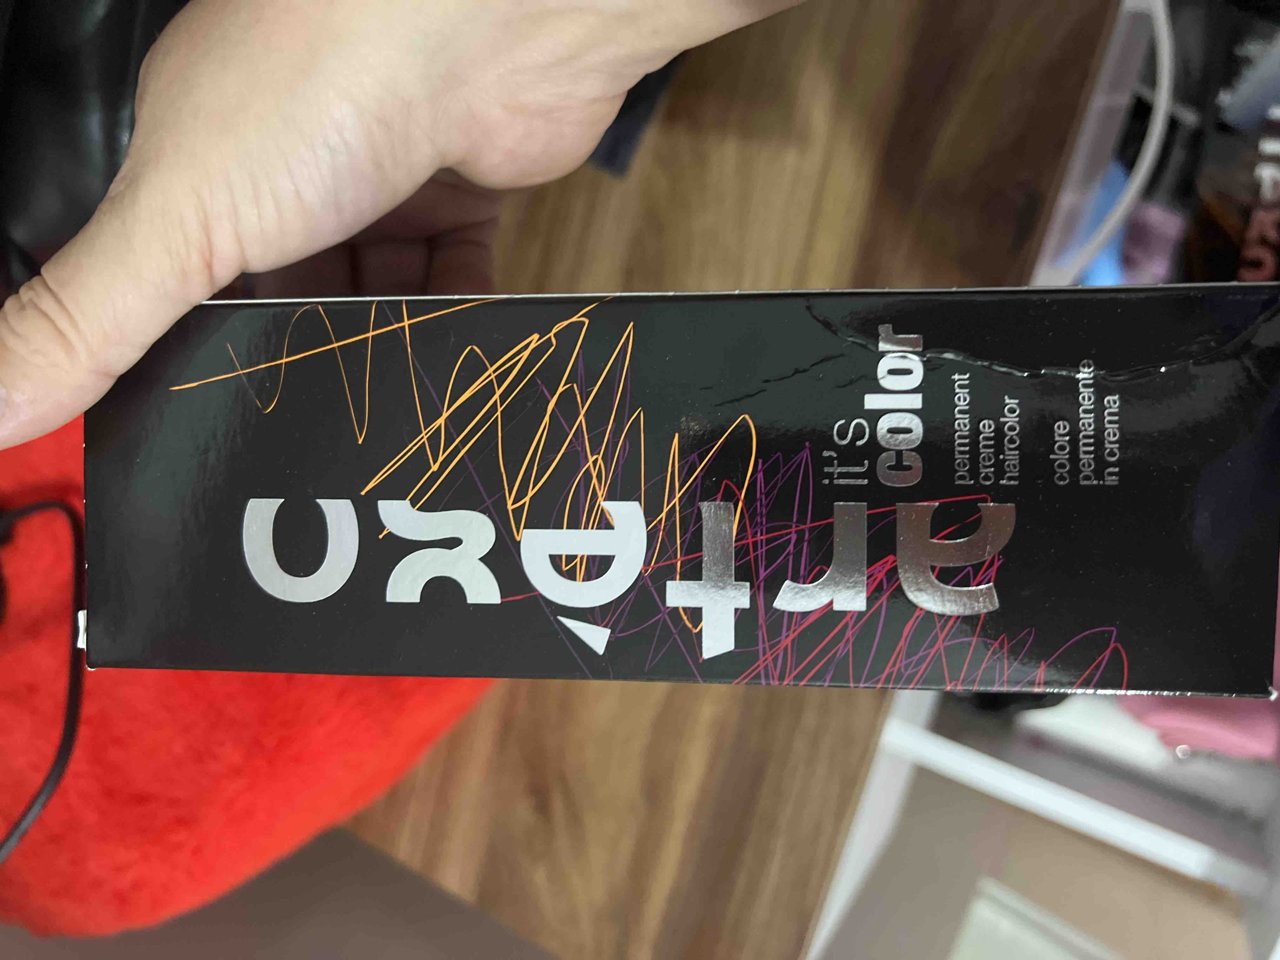 artègo
it's
color
permanent
creme
haircolor
colore
permanente
in crema